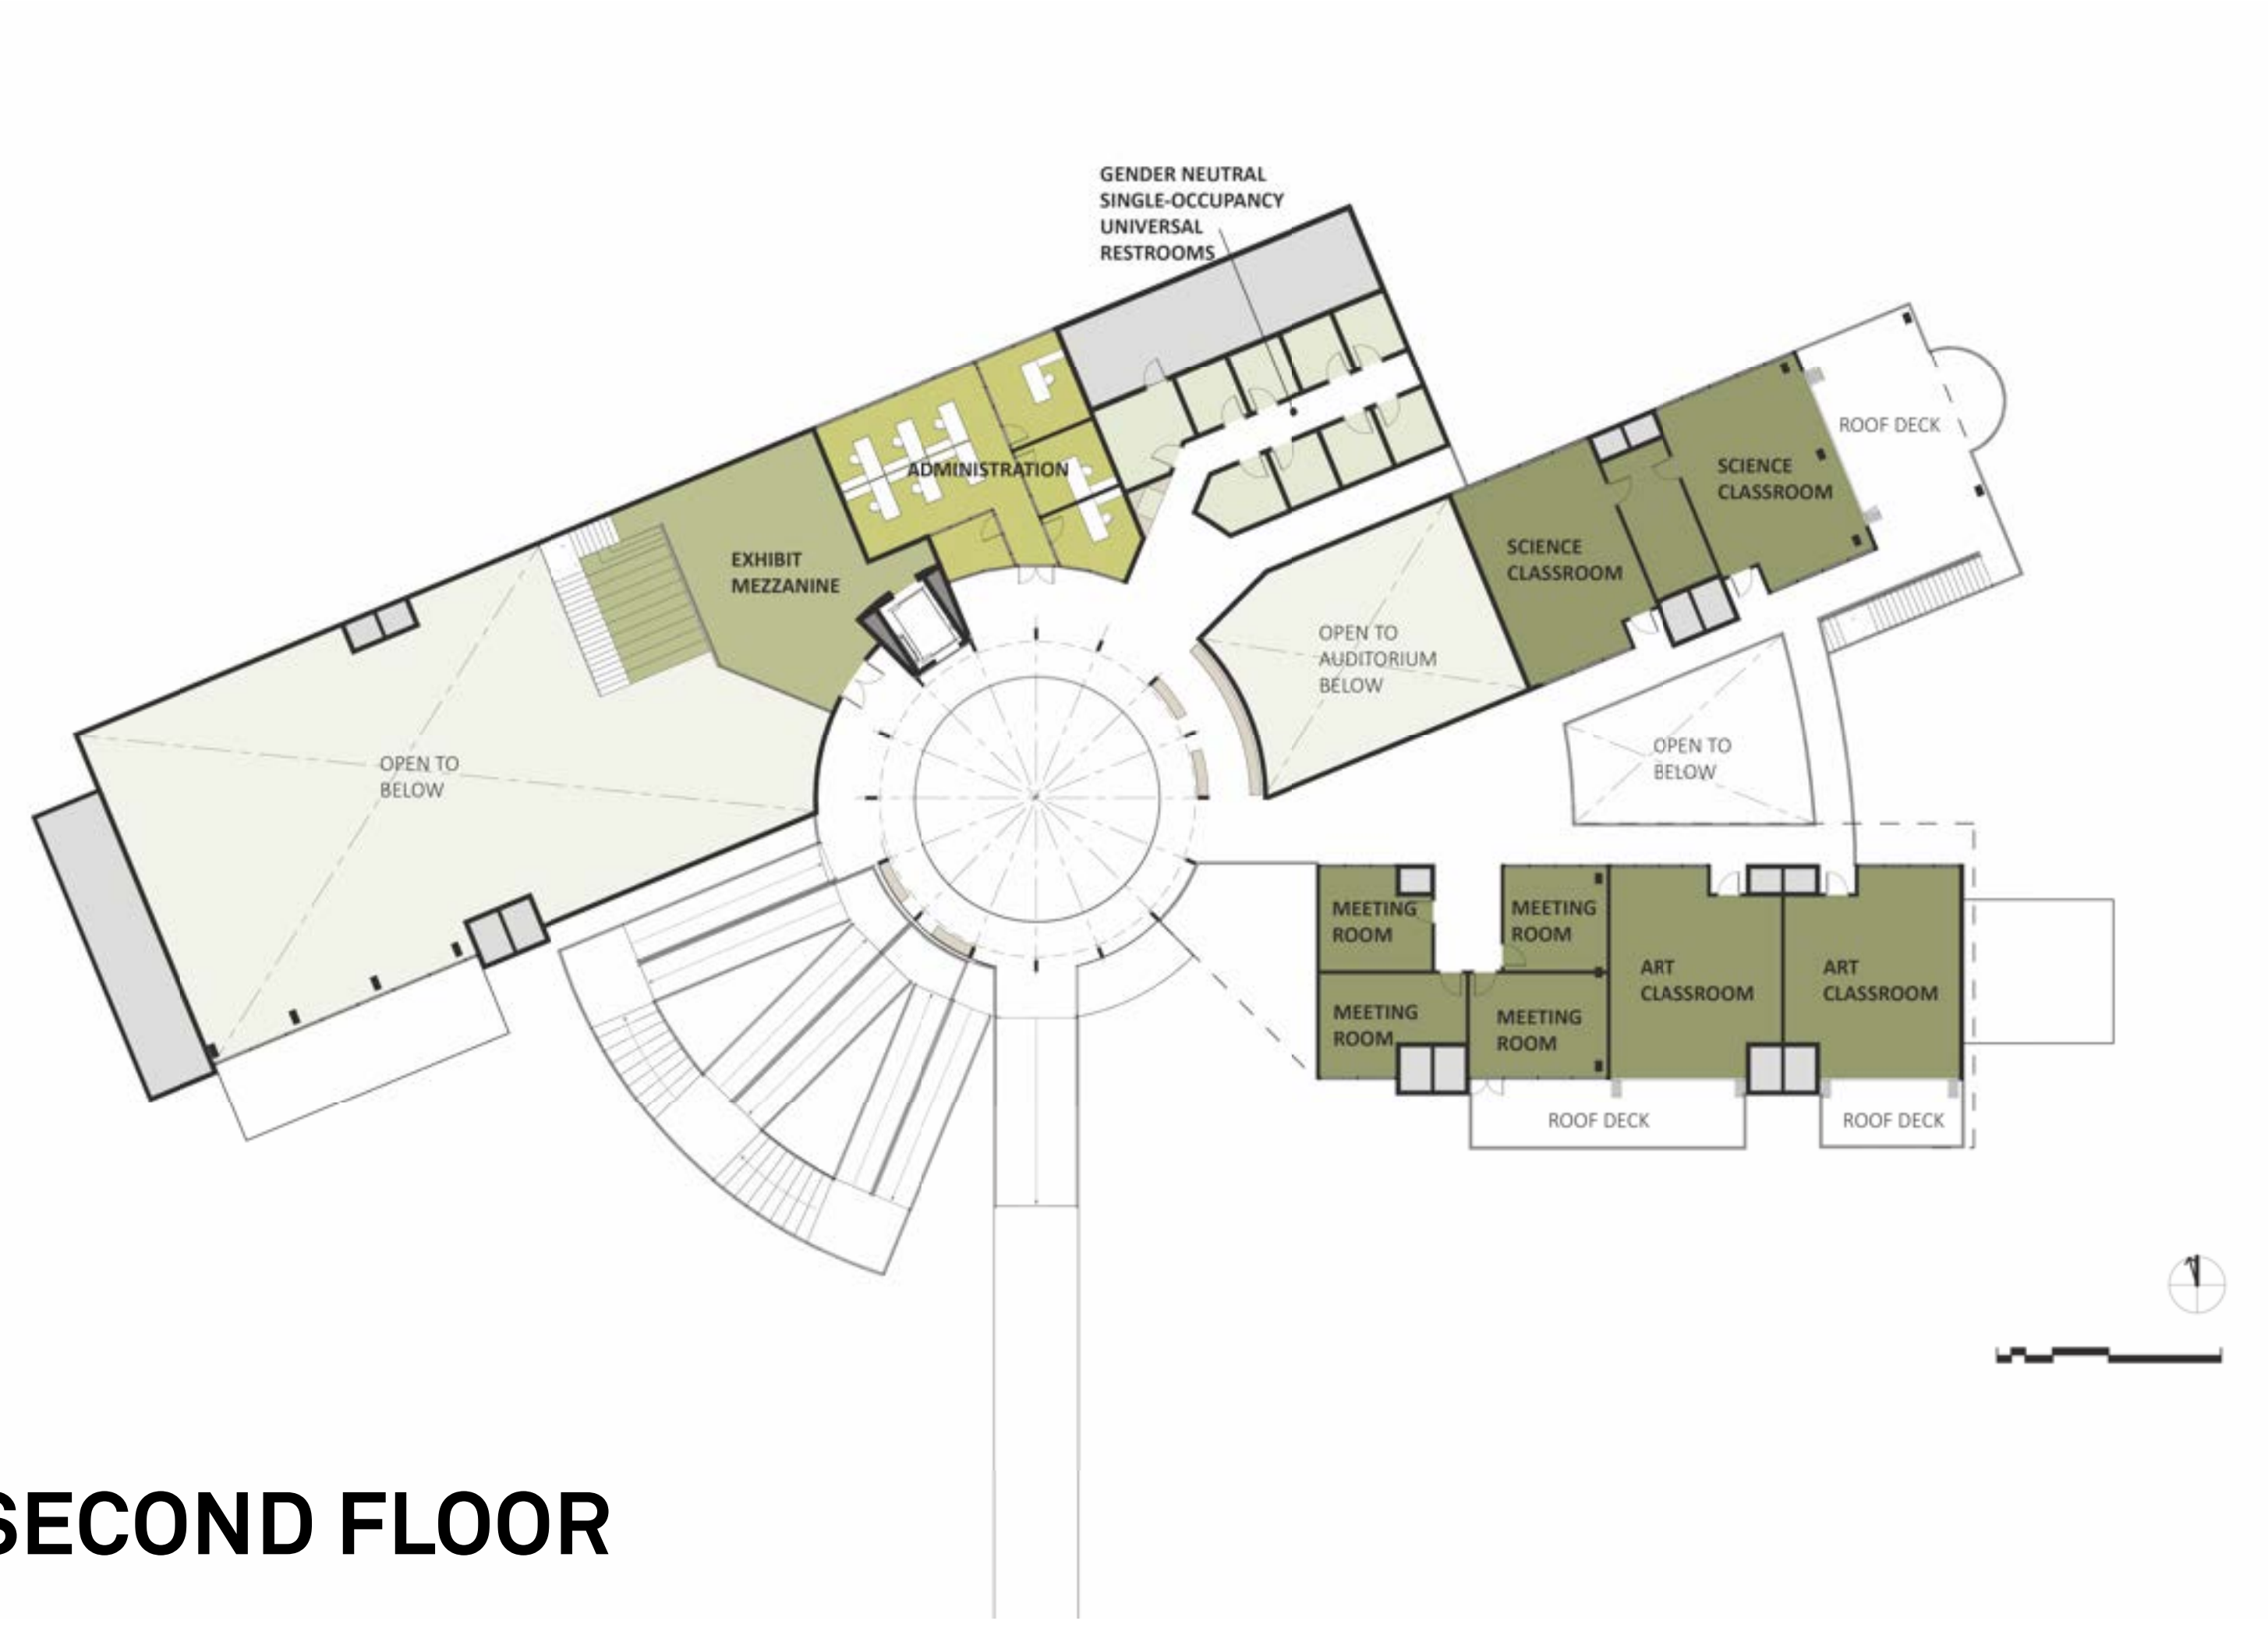 GENDER NEUTRAL
SINGLE-OCCUPANCY
UNIVERSAL
RESTROOMS
ROOF DECK
ADMINISTRATION
SCIENCE
CLASSROOM
EXHIBIT
MEZZANINE
SCIENCE
CLASSROOM
OPEN TO
AUDITORIUM
BELOW
OPEN TO
BELOW
OPEN TO
BELOW
MEETING
ROOM
MEETING
ROOM
ART
CLASSROOM
ART
CLASSROOM
MEETING
ROOM
MEETING
ROOM
ROOF DECK
ROOF DECK
SECOND FLOOR